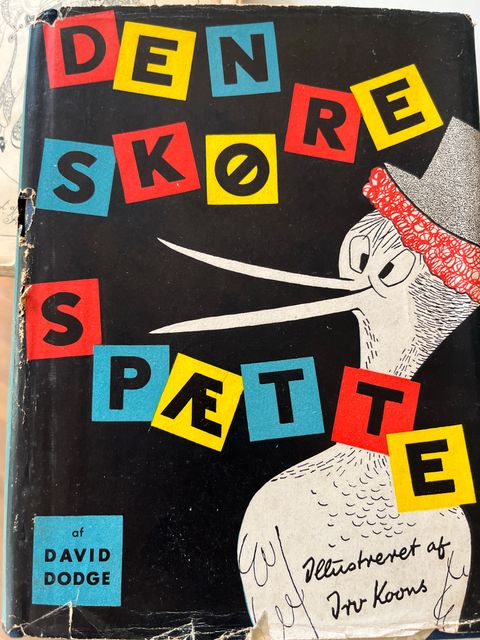 DEN
SKØRE
SPÆTTE
af
DAVID
DODGE
Illustreret af
Irv Koons